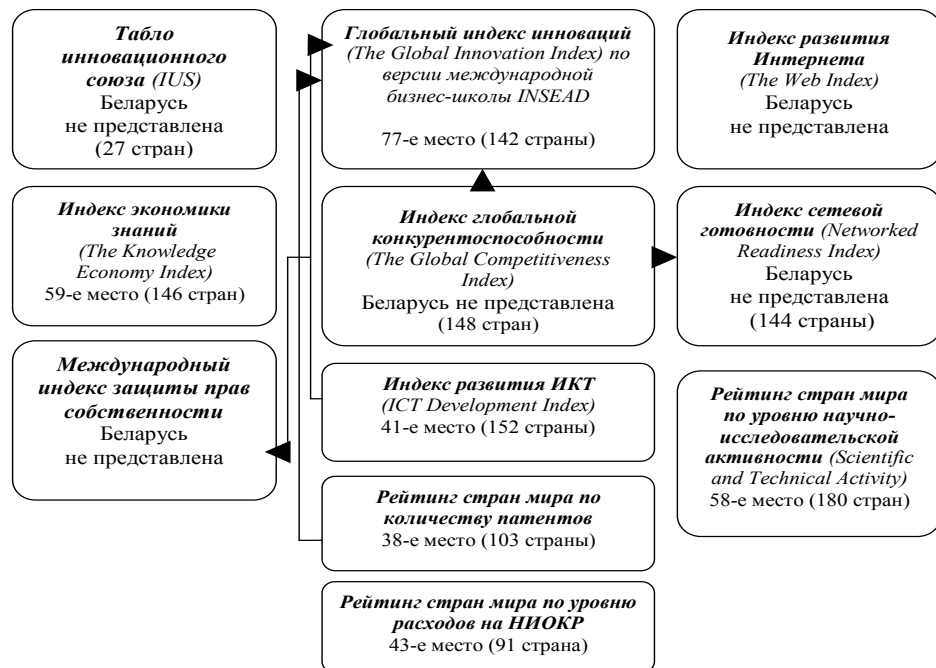 Табло
инновационного
союза (IUS)
Беларусь
не представлена
(27 стран)
Глобальный индекс инноваций
(The Global Innovation Index) по
версии международной
бизнес-школы INSEAD
77-е место (142 страны)
Индекс развития
Интернета
(The Web Index)
Беларусь
не представлена
Индекс экономики
знаний
(The Knowledge
Economy Index)
59-е место (146 стран)
Индекс глобальной
конкурентоспособности
(The Global Competitiveness
Index)
Беларусь не представлена
(148 стран)
Индекс сетевой
готовности (Networked
Readiness Index)
Беларусь
не представлена
(144 страны)
Международный
индекс защиты прав
собственности
Беларусь
не представлена
Индекс развития ИКТ
(ICT Development Index)
41-е место (152 страны)
Рейтинг стран мира
по уровню научно-
исследовательской
активности (Scientific
and Technical Activity)
58-е место (180 стран)
Рейтинг стран мира по
количеству патентов
38-е место (103 страны)
Рейтинг стран мира по уровню
расходов на НИОКР
43-е место (91 страна)